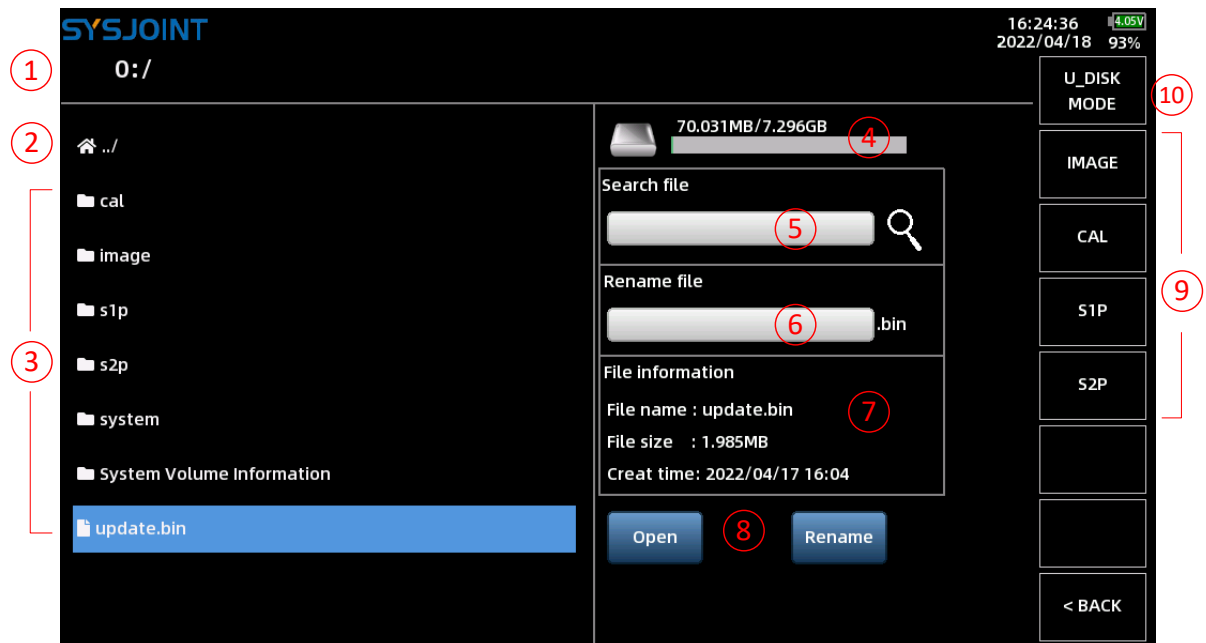 SYSJOINT
16:24:36 4.05V
2022/04/18 93%
1
0:/
U_DISK
MODE
10
2
../
70.031MB/7.296GB
4
IMAGE
Search file
cal
5
CAL
image
Rename file
9
s1p
6
.bin
S1P
3
s2p
File information
S2P
File name : update.bin
7
system
File size : 1.985MB
System Volume Information
Creat time: 2022/04/17 16:04
update.bin
Open
8
Rename
< BACK